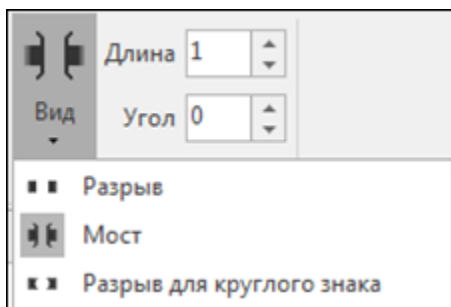 Длина 1
Вид
Угол 0
Разрыв
Мост
Разрыв для круглого знака